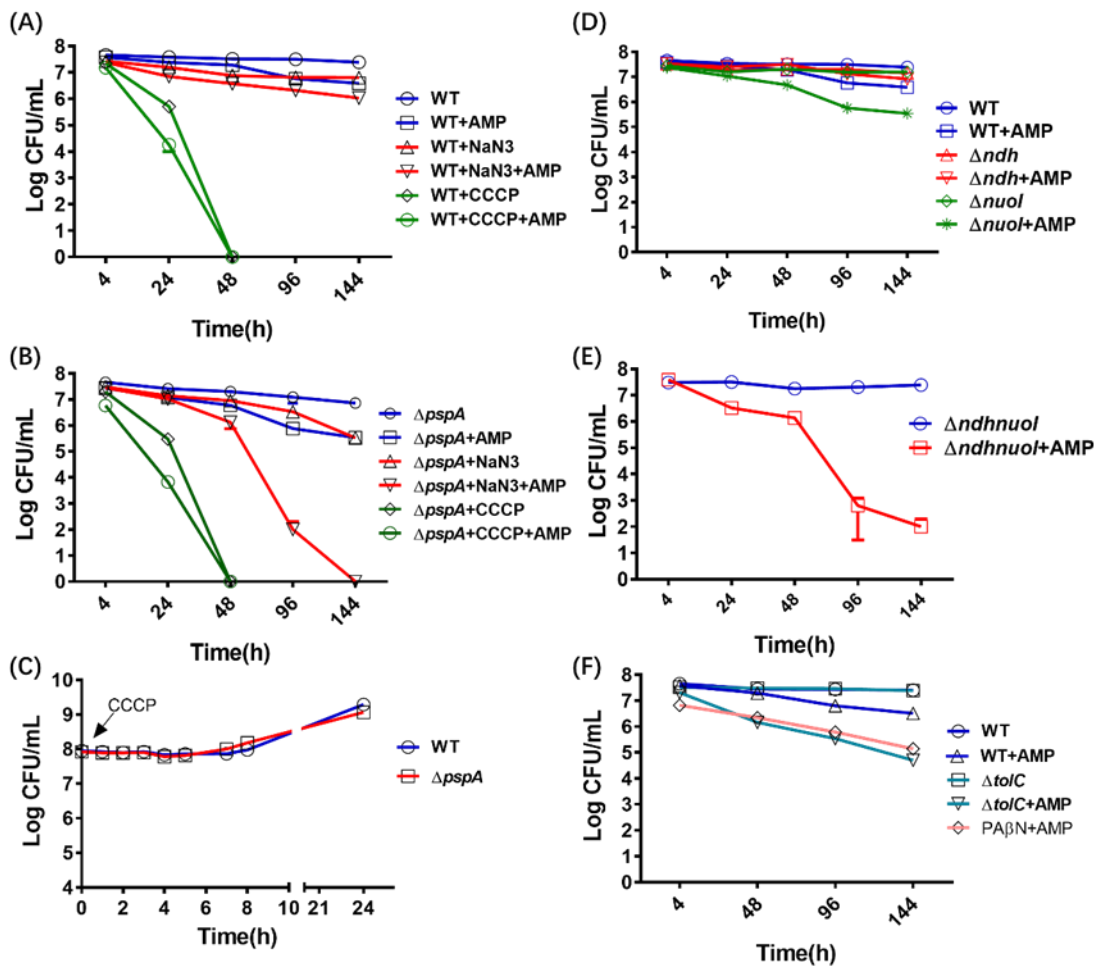 (A)
8
7
6
5
4
3
2
1
0
Log CFU/mL
4
24
48
96
144
Time(h)
WT
WT+AMP
WT+NaN3
WT+NaN3+AMP
WT+CCCP
WT+CCCP+AMP
(B)
8
7
6
5
4
3
2
1
0
Log CFU/mL
4
24
48
96
144
Time(h)
ΔpspA
ΔpspA+AMP
ΔpspA+NaN3
ΔpspA+NaN3+AMP
ΔpspA+CCCP
ΔpspA+CCCP+AMP
(C)
10
9
8
7
6
5
4
Log CFU/mL
CCCP
0 2 4 6 8 10 21 24
Time(h)
WT
ΔpspA
(D)
8
7
6
5
4
3
2
1
0
Log CFU/mL
4
24
48
96
144
Time(h)
WT
WT+AMP
Δndh
Δndh+AMP
Δnuol
Δnuol+AMP
(E)
8
7
6
5
4
3
2
1
0
Log CFU/mL
4
24
48
96
144
Time(h)
Δndhnuol
Δndhnuol+AMP
(F)
8
7
6
5
4
3
2
1
0
Log CFU/mL
4
48
96
144
Time(h)
WT
WT+AMP
ΔtolC
ΔtolC+AMP
PAβN+AMP